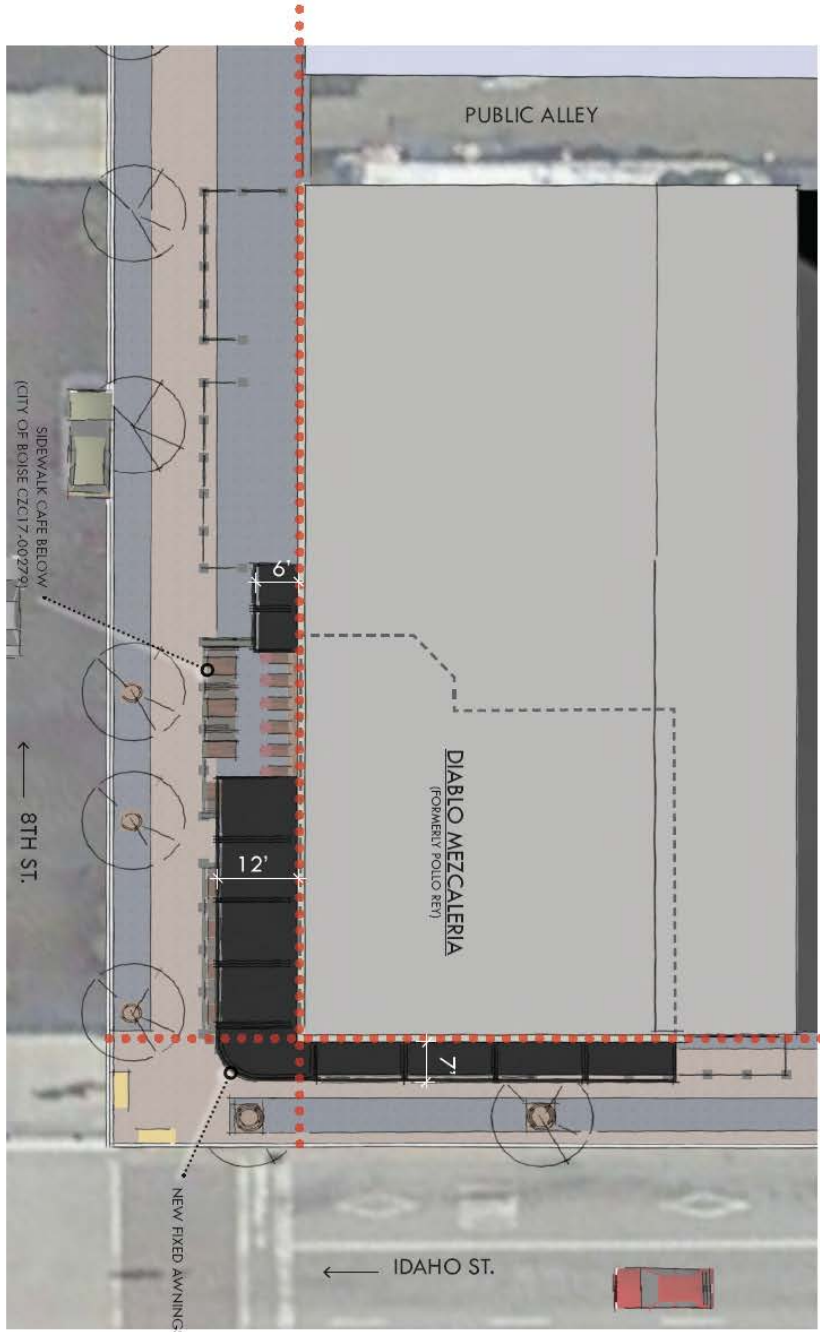 PUBLIC ALLEY
SIDEWALK CAFE BELOW
(CITY OF BOISE CZC17-00279)
6'
DIABLO MEZCALERIA
(FORMERLY POLLO REY)
← 8TH ST.
12'
7'
NEW FIXED AWNING
← IDAHO ST.